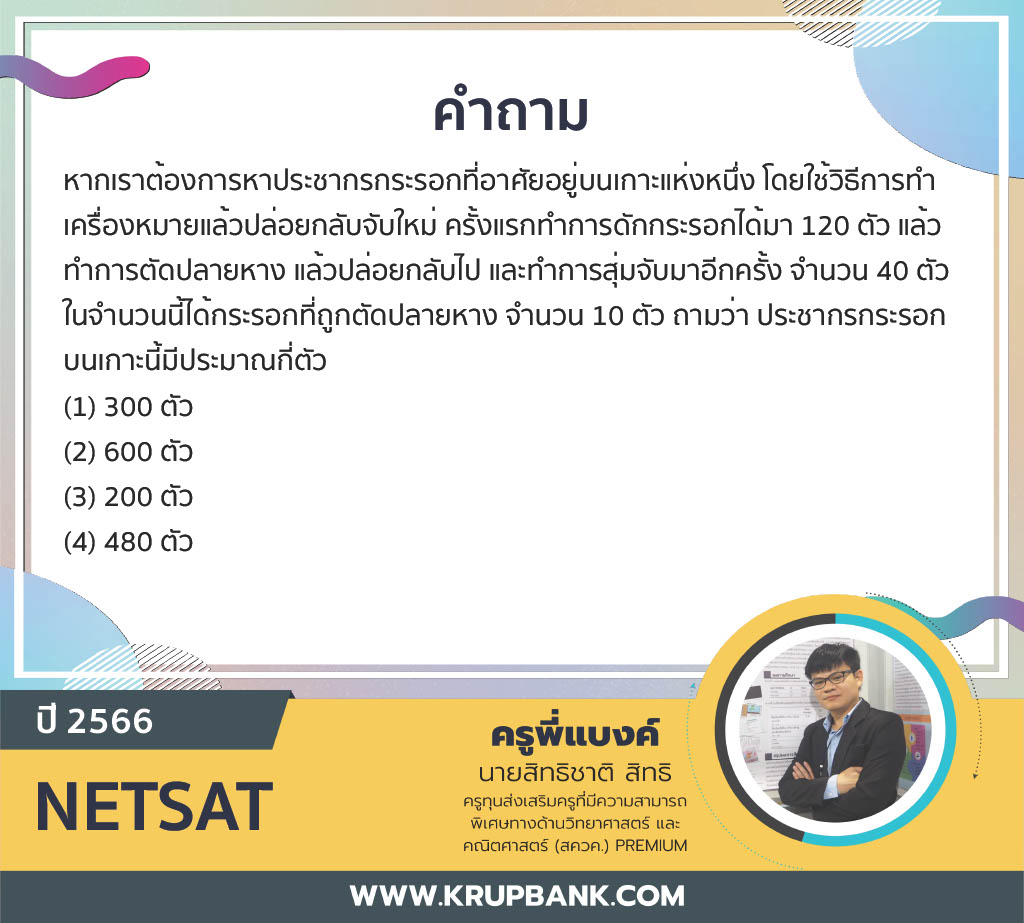 คำถาม
หากเราต้องการหาประชากรกระรอกที่อาศัยอยู่บนเกาะแห่งหนึ่ง โดยใช้วิธีการทำ
เครื่องหมายแล้วปล่อยกลับจับใหม่ ครั้งแรกทำการดักกระรอกได้มา 120 ตัว แล้ว
ทำการตัดปลายหาง แล้วปล่อยกลับไป และทำการสุ่มจับมาอีกครั้ง จำนวน 40 ตัว
ในจำนวนนี้ได้กระรอกที่ถูกตัดปลายหาง จำนวน 10 ตัว ถามว่า ประชากรกระรอก
บนเกาะนี้มีประมาณกี่ตัว
(1) 300 ตัว
(2) 600 ตัว
(3) 200 ตัว
(4) 480 ตัว
ปี 2566
NETSAT
ครูพี่แบงค์
นายสิทธิชาติ สิทธิ
ครูทุนส่งเสริมครูที่มีความสามารถ
พิเศษทางด้านวิทยาศาสตร์ และ
คณิตศาสตร์ (สควค.) PREMIUM
WWW.KRUPBANK.COM